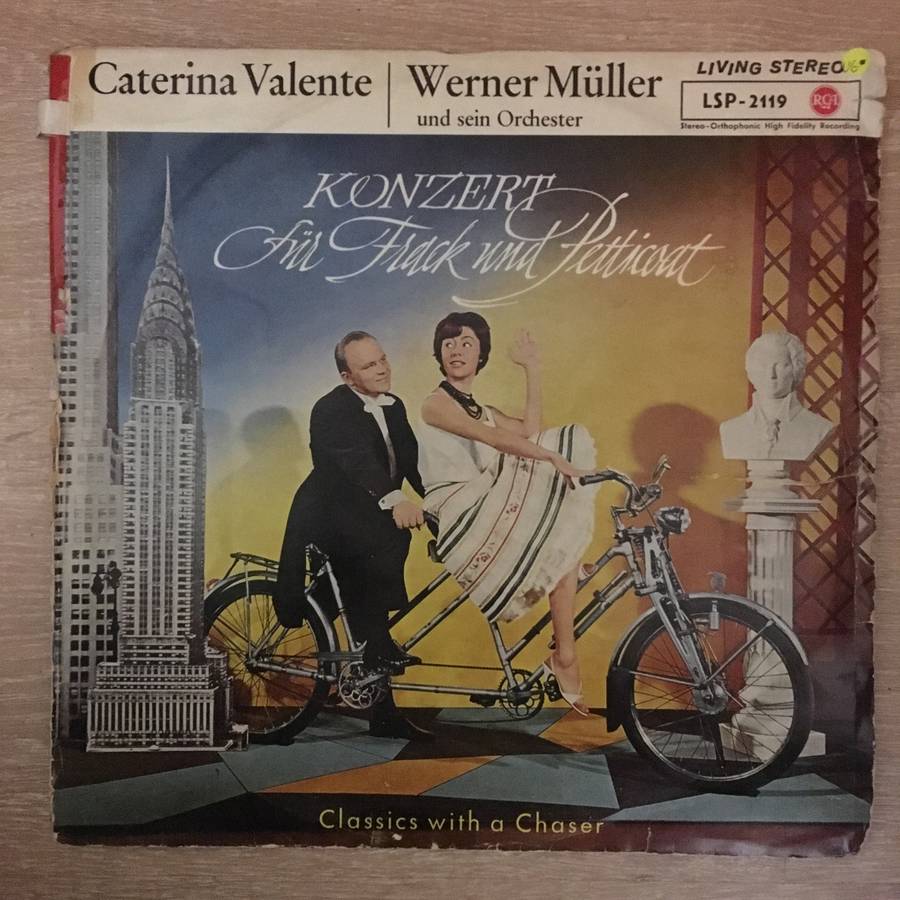 Caterina Valente
Werner Müller
und sein Orchester
LIVING STEREO
LSP-2119
RCA
Stereo-Orthophonic High Fidelity Recording
KONZERT
für Frack und Petticoat
Classics with a Chaser